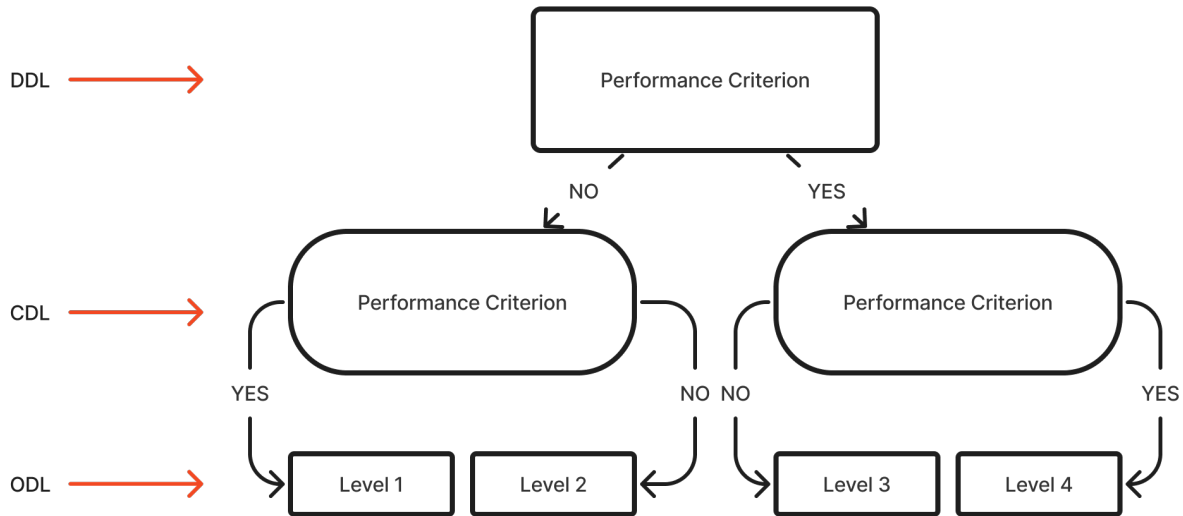 DDL
Performance Criterion
NO
YES
CDL
Performance Criterion
Performance Criterion
YES
NO
NO
YES
ODL
Level 1
Level 2
Level 3
Level 4